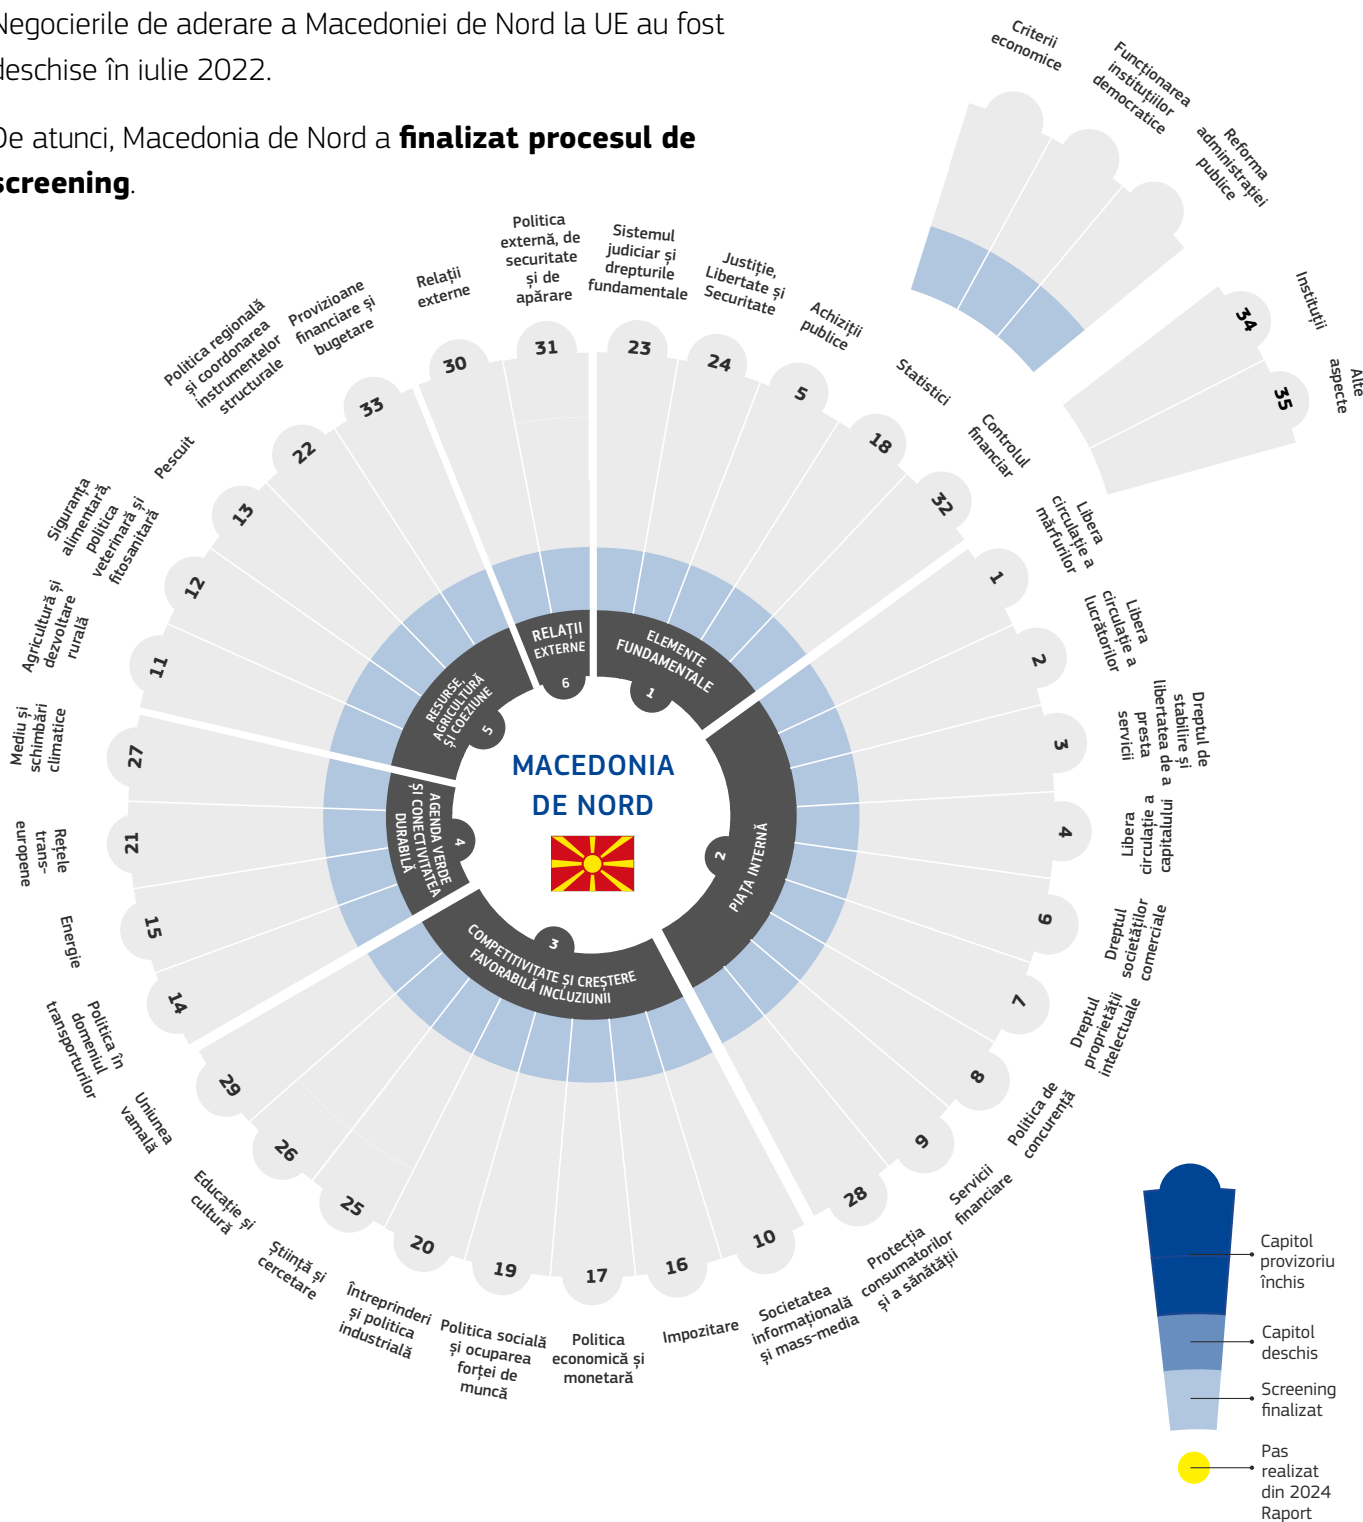 Negocierile de aderare a Macedoniei de Nord la UE au fost
deschise în iulie 2022.
De atunci, Macedonia de Nord a finalizat procesul de
screening.
Criterii
economice
Funcționarea
instituțiilor
democratice
Reforma
administrației
publice
34
Instituții
35
Alte
aspecte
Sistemul
judiciar și
drepturile
fundamentale
23
Justiție,
Libertate și
Securitate
24
Achiziții
publice
5
Statistici
18
Controlul
financiar
32
Libera
circulație a
mărfurilor
1
Libera
circulație a
lucrătorilor
2
Dreptul de
stabilire și
libertatea de a
presta
servicii
3
Libera
circulație a
capitalului
4
Dreptul
societăților
comerciale
6
Dreptul
proprietății
intelectuale
7
Politica de
concurență
8
Servicii
financiare
9
Protecția
consumatorilor
și a sănătății
28
Societatea
informațională
și mass-media
10
Impozitare
16
Politica
economică și
monetară
17
Politica socială
și ocuparea
forței de
muncă
19
Întreprinderi
și politica
industrială
20
Știință și
cercetare
25
Educație și
cultură
26
Uniunea
vamală
29
Politica în
domeniul
transporturilor
14
Energie
15
Rețele
trans-
europene
21
Mediu și
schimbări
climatice
27
Agricultură și
dezvoltare
rurală
11
Siguranța
alimentară,
politica
veterinară și
fitosanitară
12
Pescuit
13
Politica regională
și coordonarea
instrumentelor
structurale
22
Provizioane
financiare și
bugetare
33
Relații
externe
30
Politica
externă, de
securitate
și de
apărare
31
ELEMENTE
FUNDAMENTALE
1
PIAȚA INTERNĂ
2
COMPETITIVITATE ȘI CREȘTERE
FAVORABILĂ INCLUZIUNII
3
AGENDA VERDE
ȘI CONECTIVITATEA
DURABILĂ
4
RESURSE,
AGRICULTURĂ
ȘI COEZIUNE
5
RELAȚII
EXTERNE
6
MACEDONIA
DE NORD
Capitol
provizoriu
închis
Capitol
deschis
Screening
finalizat
Pas
realizat
din 2024
Raport